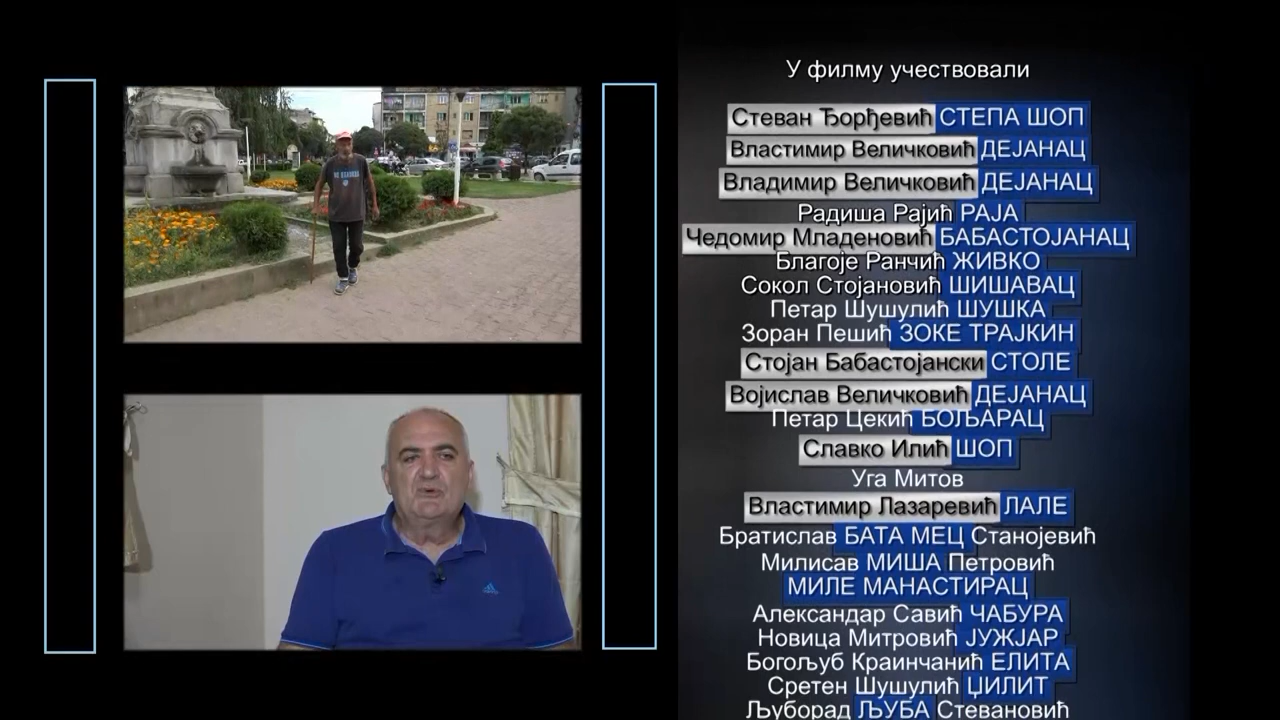 У филму учествовали
Стеван Ђорђевић СТЕПА ШОП
Властимир Величковић ДЕЈАНАЦ
Владимир Величковић ДЕЈАНАЦ
Радиша Рајић РАЈА
Чедомир Младеновић БАБАСТОЈАНАЦ
Благоје Ранчић ЖИВКО
Сокол Стојановић ШИШАВАЦ
Петар Шушулић ШУШКА
Зоран Пешић ЗОКЕ ТРАЈКИН
Стојан Бабастојански СТОЛЕ
Војислав Величковић ДЕЈАНАЦ
Петар Цекић БОЉАРАЦ
Славко Илић ШОП
Уга Митов
Властимир Лазаревић ЛАЛЕ
Братислав БАТА МЕЦ Станојевић
Милисав МИША Петровић
МИЛЕ МАНАСТИРАЦ
Александар Савић ЧАБУРА
Новица Митровић ЈУЖЈАР
Богољуб Краинчанић ЕЛИТА
Сретен Шушулић ЏИЛИТ
Љуборад ЉУБА Стевановић